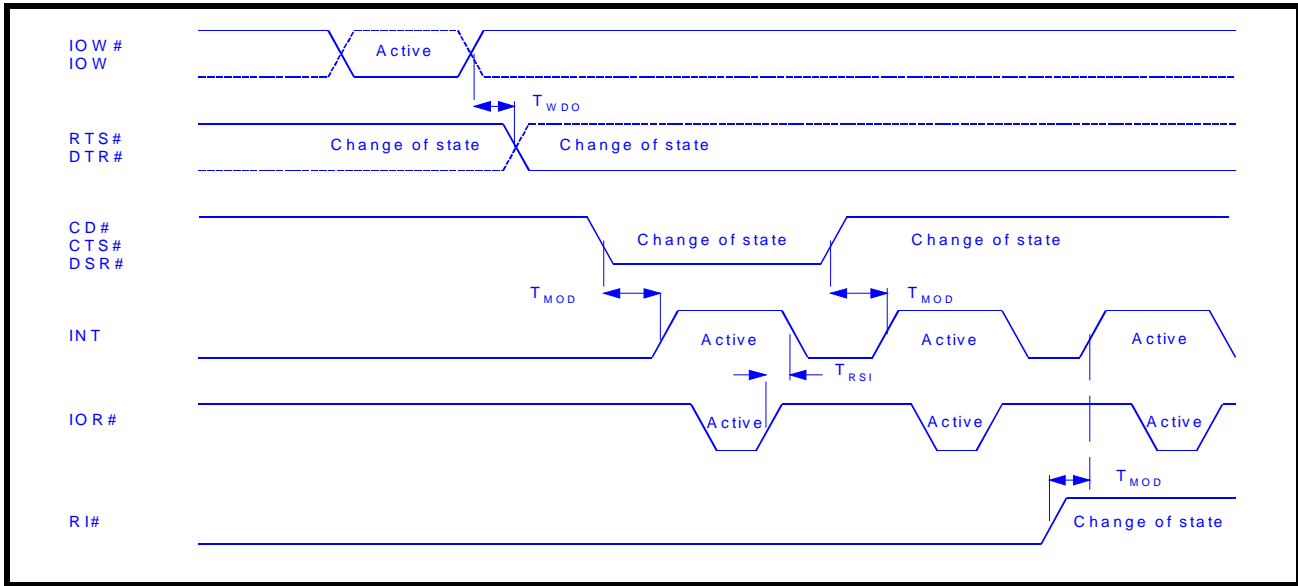 IOW#
IOW
Active
TWDO
RTS#
DTR#
Change of state
Change of state
CD#
CTS#
DSR#
Change of state
Change of state
TMOD
TMOD
INT
Active
Active
Active
TRSI
IOR#
Active
Active
Active
TMOD
RI#
Change of state